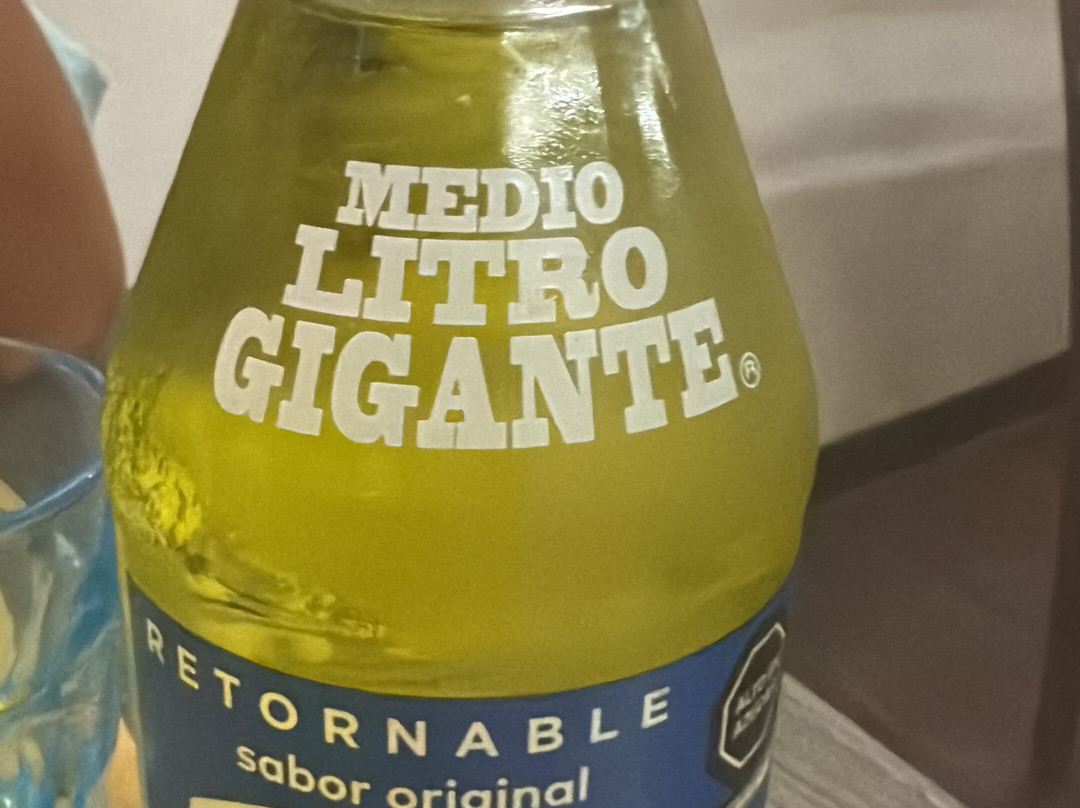 MEDIO
LITRO
GIGANTE®
RETORNABLE
sabor original